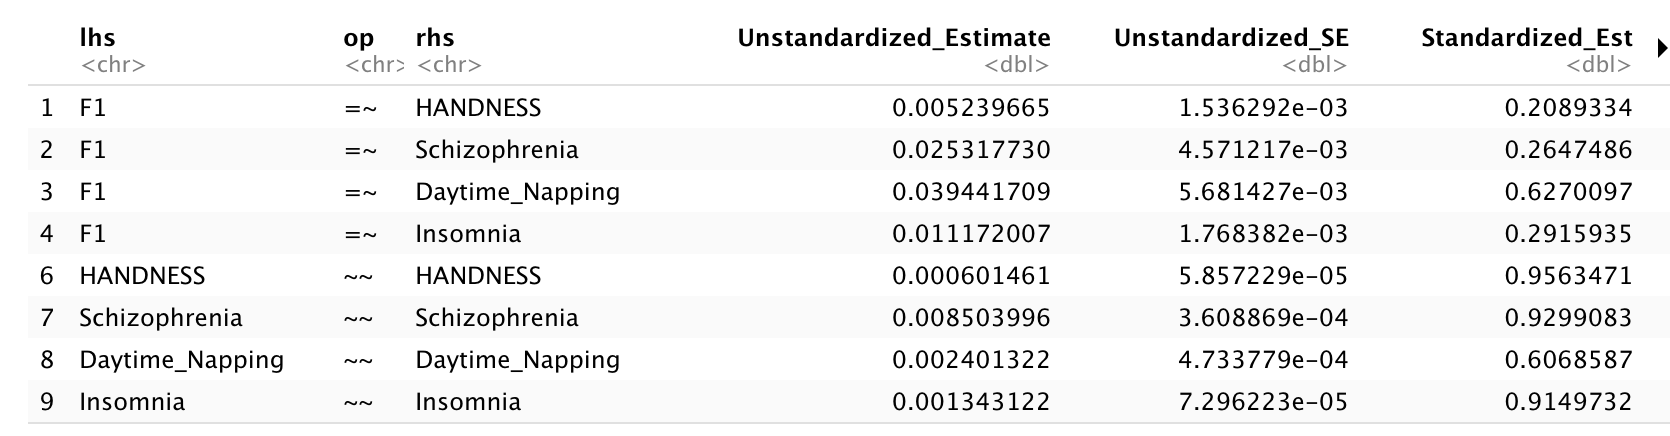 lhs op rhs Unstandardized_Estimate Unstandardized_SE Standardized_Est
<chr> <chr> <chr> <dbl> <dbl> <dbl>
1 F1 =~ HANDNESS 0.005239665 1.536292e-03 0.2089334
2 F1 =~ Schizophrenia 0.025317730 4.571217e-03 0.2647486
3 F1 =~ Daytime_Napping 0.039441709 5.681427e-03 0.6270097
4 F1 =~ Insomnia 0.011172007 1.768382e-03 0.2915935
6 HANDNESS ~~ HANDNESS 0.000601461 5.857229e-05 0.9563471
7 Schizophrenia ~~ Schizophrenia 0.008503996 3.608869e-04 0.9299083
8 Daytime_Napping ~~ Daytime_Napping 0.002401322 4.733779e-04 0.6068587
9 Insomnia ~~ Insomnia 0.001343122 7.296223e-05 0.9149732